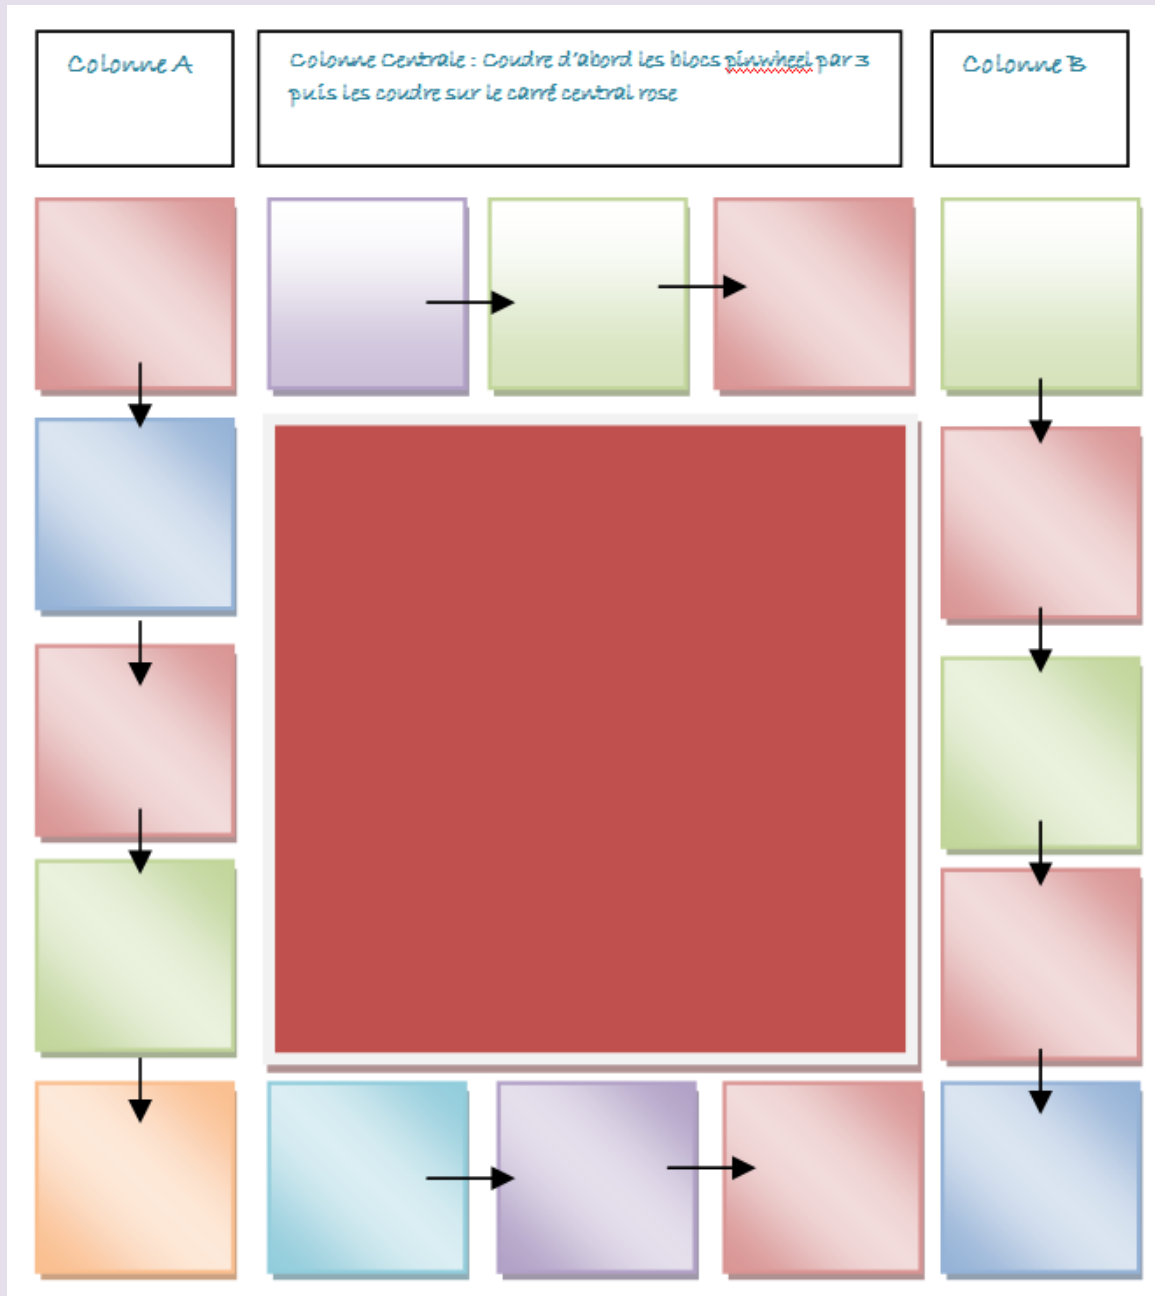 Colonne A
Colonne Centrale : Coudre d'abord les blocs pinwheel par 3
puis les coudre sur le carré central rose
Colonne B